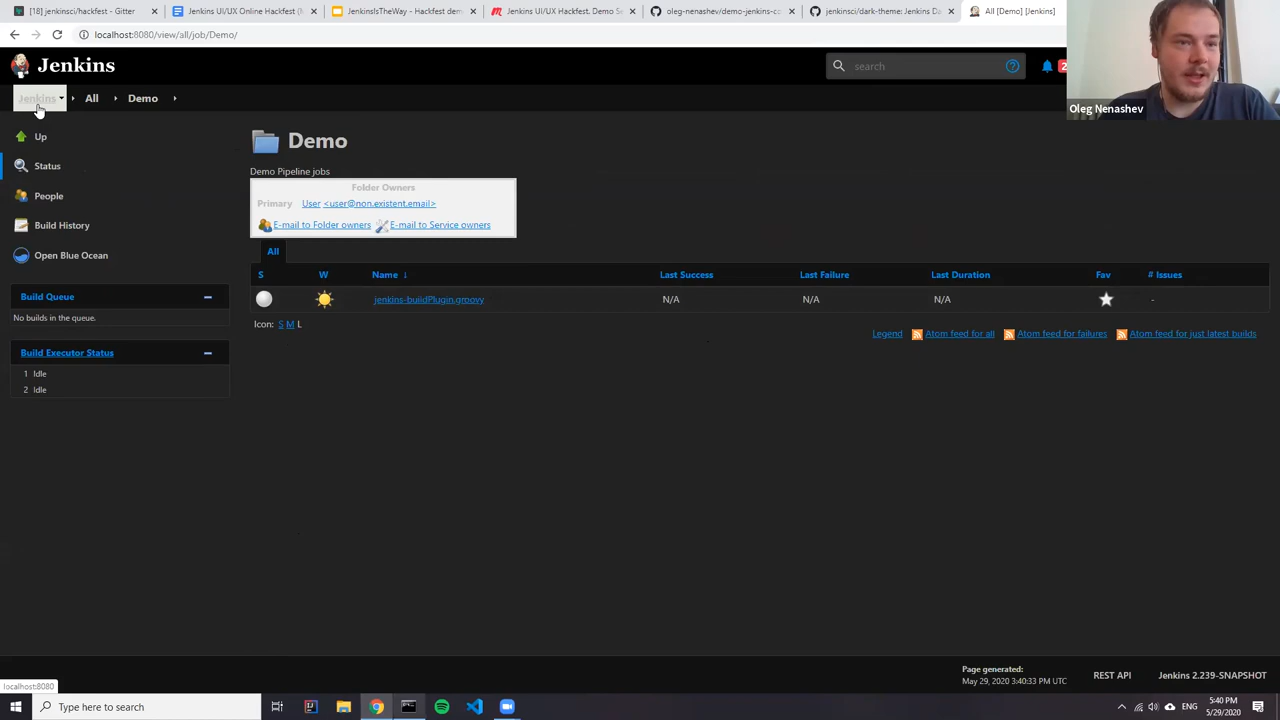 [18] jenkinsci/hackfest - Gitter
Jenkins UI/UX Online Hackfest (M
JenkinsIsTheWay - Hackfest dem
Jenkins UI/UX Hackfest. Demo Se
oleg-nenashev/demo-jenkins-co
jenkinsci/dark-theme: Jenkins Da
All [Demo] [Jenkins]
localhost:8080/view/all/job/Demo/
Jenkins
search
2
Oleg Nenashev
Jenkins
All
Demo
Up
Status
People
Build History
Open Blue Ocean
Build Queue
No builds in the queue.
Build Executor Status
1 Idle
2 Idle
Demo
Demo Pipeline jobs
Folder Owners
Primary User <user@non.existent.email>
E-mail to Folder owners E-mail to Service owners
All
S W Name ↓ Last Success Last Failure Last Duration Fav # Issues
jenkins-buildPlugin.groovy N/A N/A N/A -
Icon: S M L
Legend Atom feed for all Atom feed for failures Atom feed for just latest builds
Page generated:
May 29, 2020 3:40:33 PM UTC
REST API
Jenkins 2.239-SNAPSHOT
localhost:8080
Type here to search
ENG
5:40 PM
5/29/2020